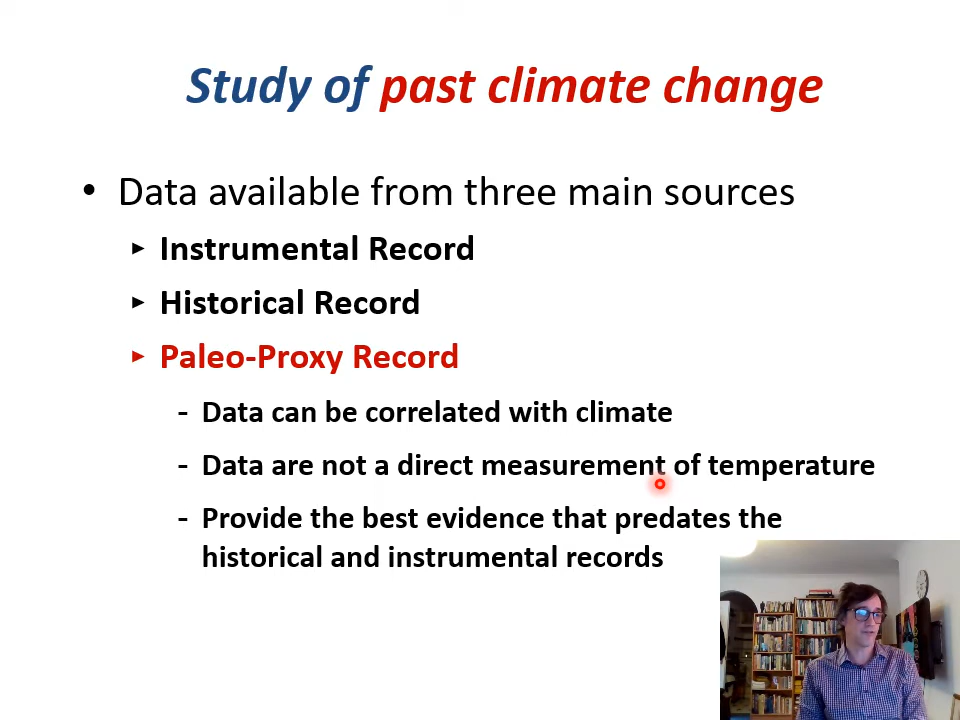 Study of past climate change
• Data available from three main sources
▸ Instrumental Record
▸ Historical Record
▸ Paleo-Proxy Record
- Data can be correlated with climate
- Data are not a direct measurement of temperature
- Provide the best evidence that predates the
historical and instrumental records